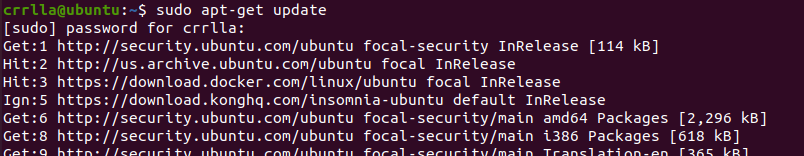 crrlla@ubuntu:~$ sudo apt-get update
[sudo] password for crrlla:
Get:1 http://security.ubuntu.com/ubuntu focal-security InRelease [114 kB]
Hit:2 http://us.archive.ubuntu.com/ubuntu focal InRelease
Hit:3 https://download.docker.com/linux/ubuntu focal InRelease
Ign:5 https://download.konghq.com/insomnia-ubuntu default InRelease
Get:6 http://security.ubuntu.com/ubuntu focal-security/main amd64 Packages [2,296 kB]
Get:8 http://security.ubuntu.com/ubuntu focal-security/main i386 Packages [618 kB]
Get:9 http://security.ubuntu.com/ubuntu focal-security/main Translation-en [365 kB]